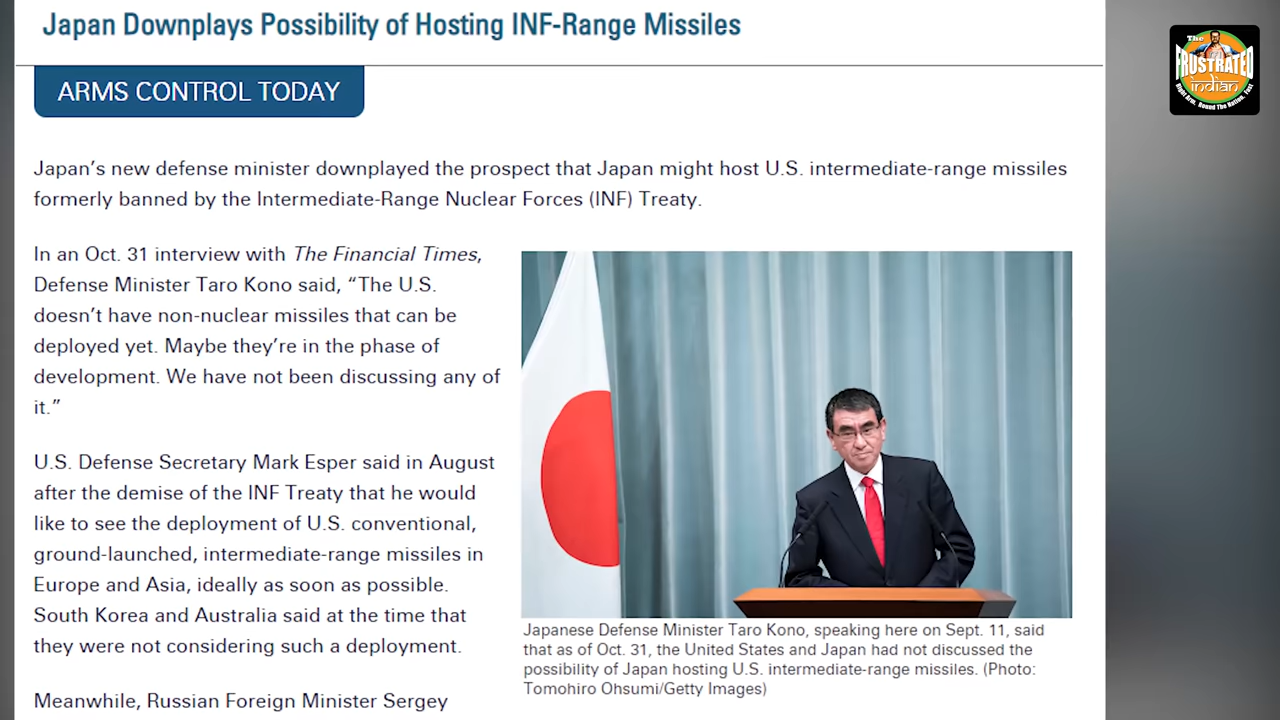 Japan Downplays Possibility of Hosting INF-Range Missiles
ARMS CONTROL TODAY
The
FRUSTRATED
indian
Right Arm. Round The Nation. Fast
Japan’s new defense minister downplayed the prospect that Japan might host U.S. intermediate-range missiles
formerly banned by the Intermediate-Range Nuclear Forces (INF) Treaty.
In an Oct. 31 interview with The Financial Times,
Defense Minister Taro Kono said, “The U.S.
doesn’t have non-nuclear missiles that can be
deployed yet. Maybe they’re in the phase of
development. We have not been discussing any of
it.”
U.S. Defense Secretary Mark Esper said in August
after the demise of the INF Treaty that he would
like to see the deployment of U.S. conventional,
ground-launched, intermediate-range missiles in
Europe and Asia, ideally as soon as possible.
South Korea and Australia said at the time that
they were not considering such a deployment.
Meanwhile, Russian Foreign Minister Sergey
Japanese Defense Minister Taro Kono, speaking here on Sept. 11, said
that as of Oct. 31, the United States and Japan had not discussed the
possibility of Japan hosting U.S. intermediate-range missiles. (Photo:
Tomohiro Ohsumi/Getty Images)